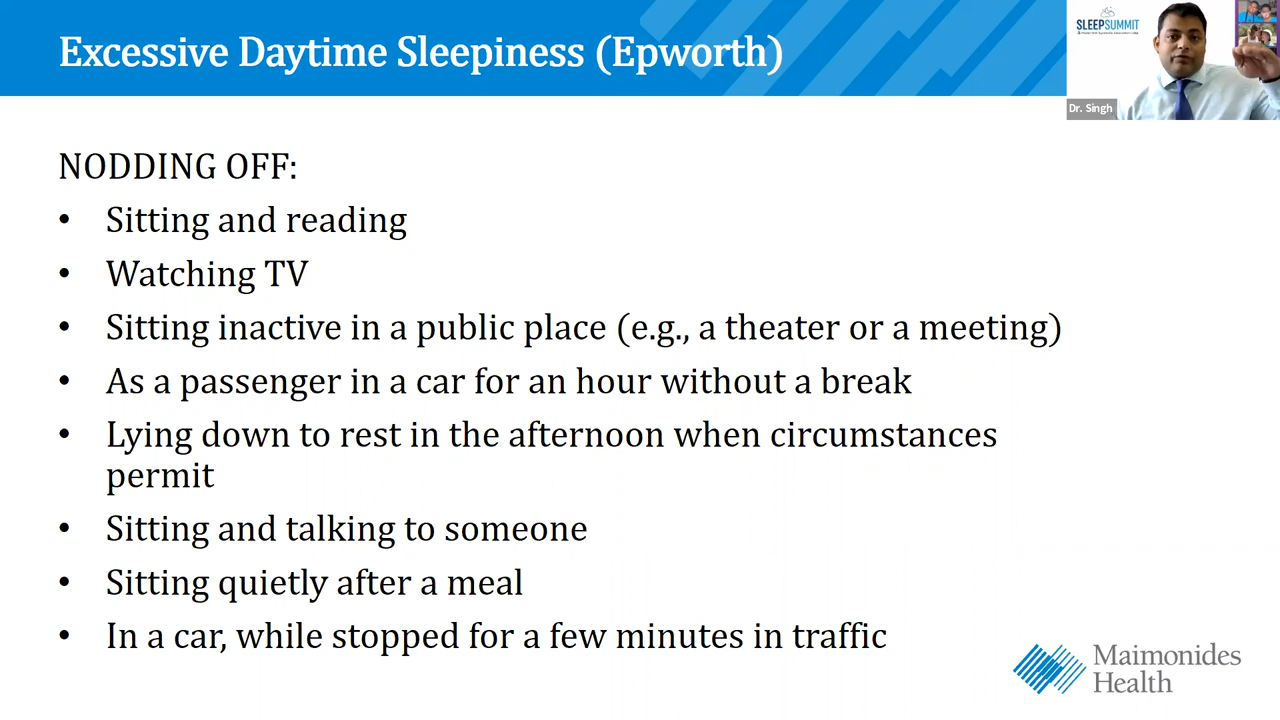 Excessive Daytime Sleepiness (Epworth)
SLEEPSUMMIT
Dr. Singh
NODDING OFF:
• Sitting and reading
• Watching TV
• Sitting inactive in a public place (e.g., a theater or a meeting)
• As a passenger in a car for an hour without a break
• Lying down to rest in the afternoon when circumstances
permit
• Sitting and talking to someone
• Sitting quietly after a meal
• In a car, while stopped for a few minutes in traffic
Maimonides
Health